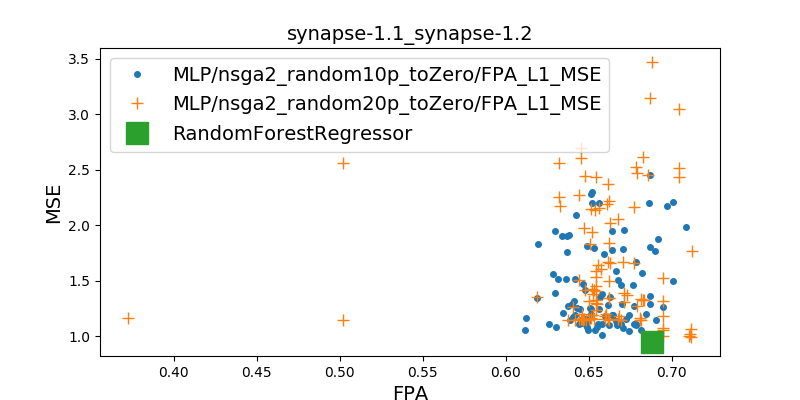 synapse-1.1_synapse-1.2
MLP/nsga2_random10p_toZero/FPA_L1_MSE
MLP/nsga2_random20p_toZero/FPA_L1_MSE
RandomForestRegressor
MSE
3.5
3.0
2.5
2.0
1.5
1.0
0.40 0.45 0.50 0.55 0.60 0.65 0.70
FPA